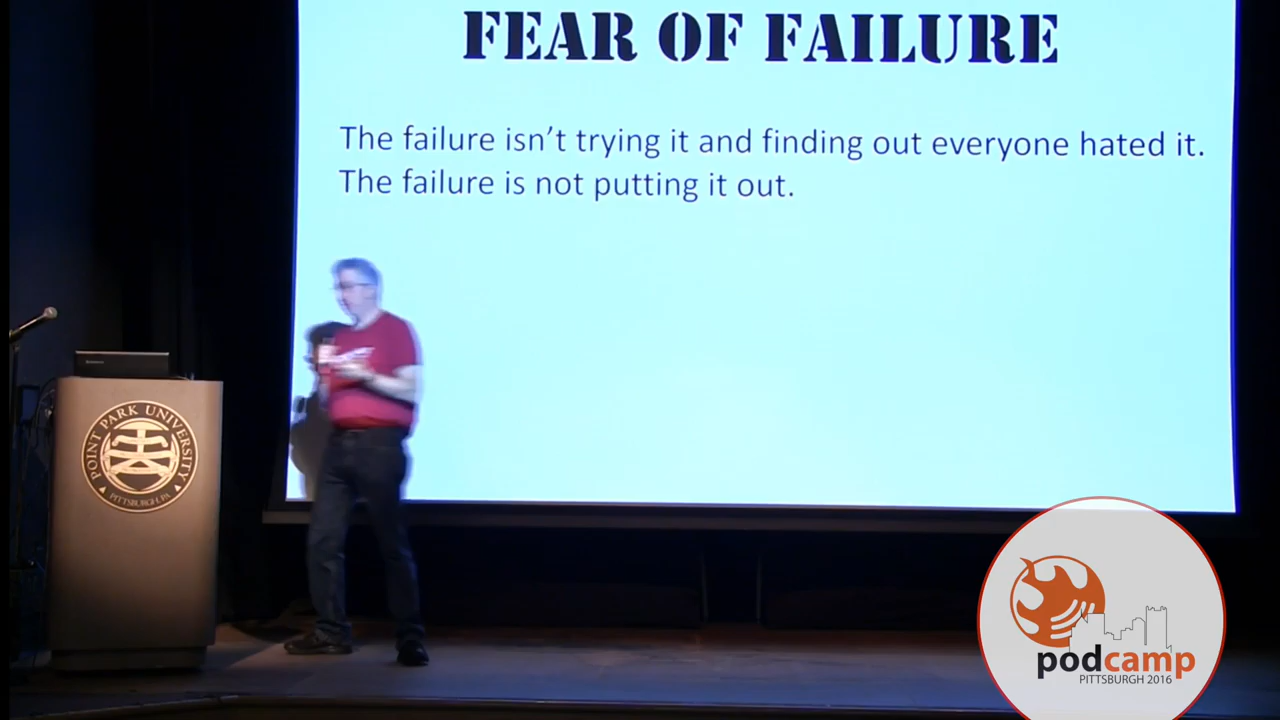 FEAR OF FAILURE
The failure isn't trying it and finding out everyone hated it.
The failure is not putting it out.
POINT PARK UNIVERSITY
PITTSBURGH, PA
podcamp
PITTSBURGH 2016